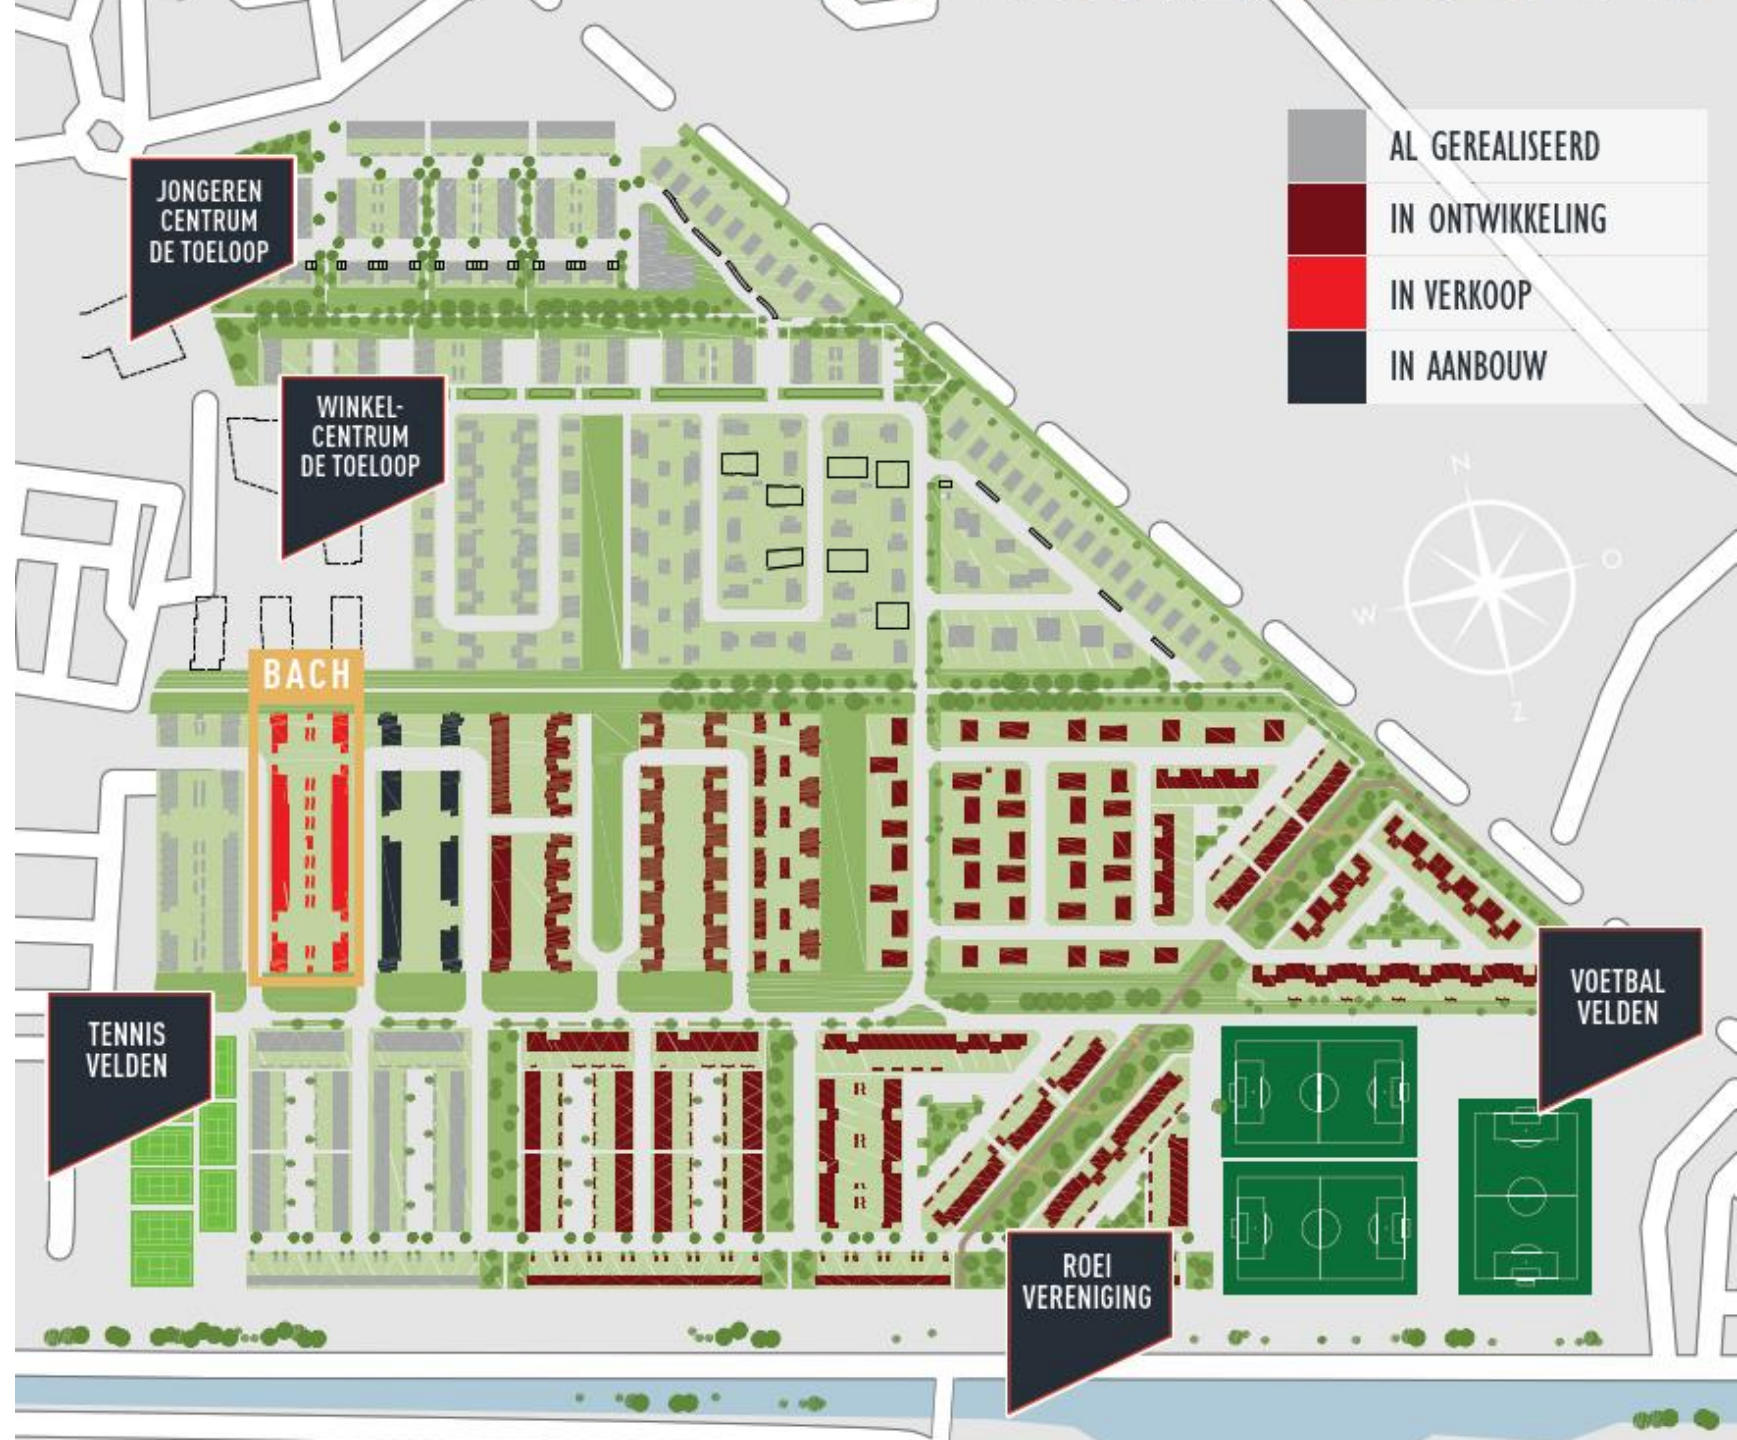 AL GEREALISEERD
IN ONTWIKKELING
IN VERKOOP
IN AANBOUW
JONGEREN
CENTRUM
DE TOELOOP
WINKEL-
CENTRUM
DE TOELOOP
N
O
W
Z
BACH
VOETBAL
VELDEN
TENNIS
VELDEN
ROEI
VERENIGING